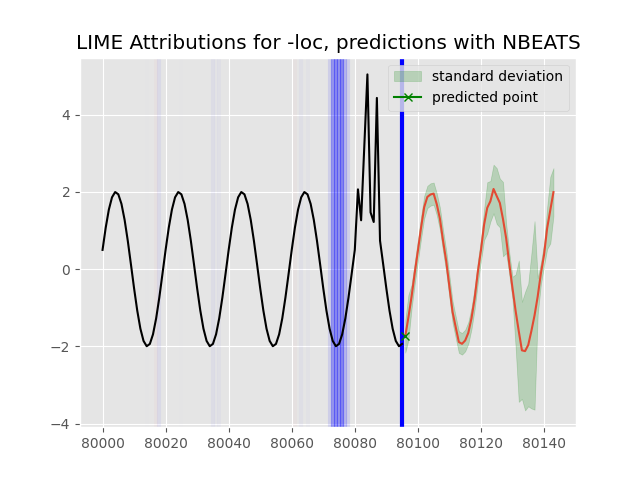 LIME Attributions for -loc, predictions with NBEATS
standard deviation
predicted point
4
2
0
−2
−4
80000 80020 80040 80060 80080 80100 80120 80140